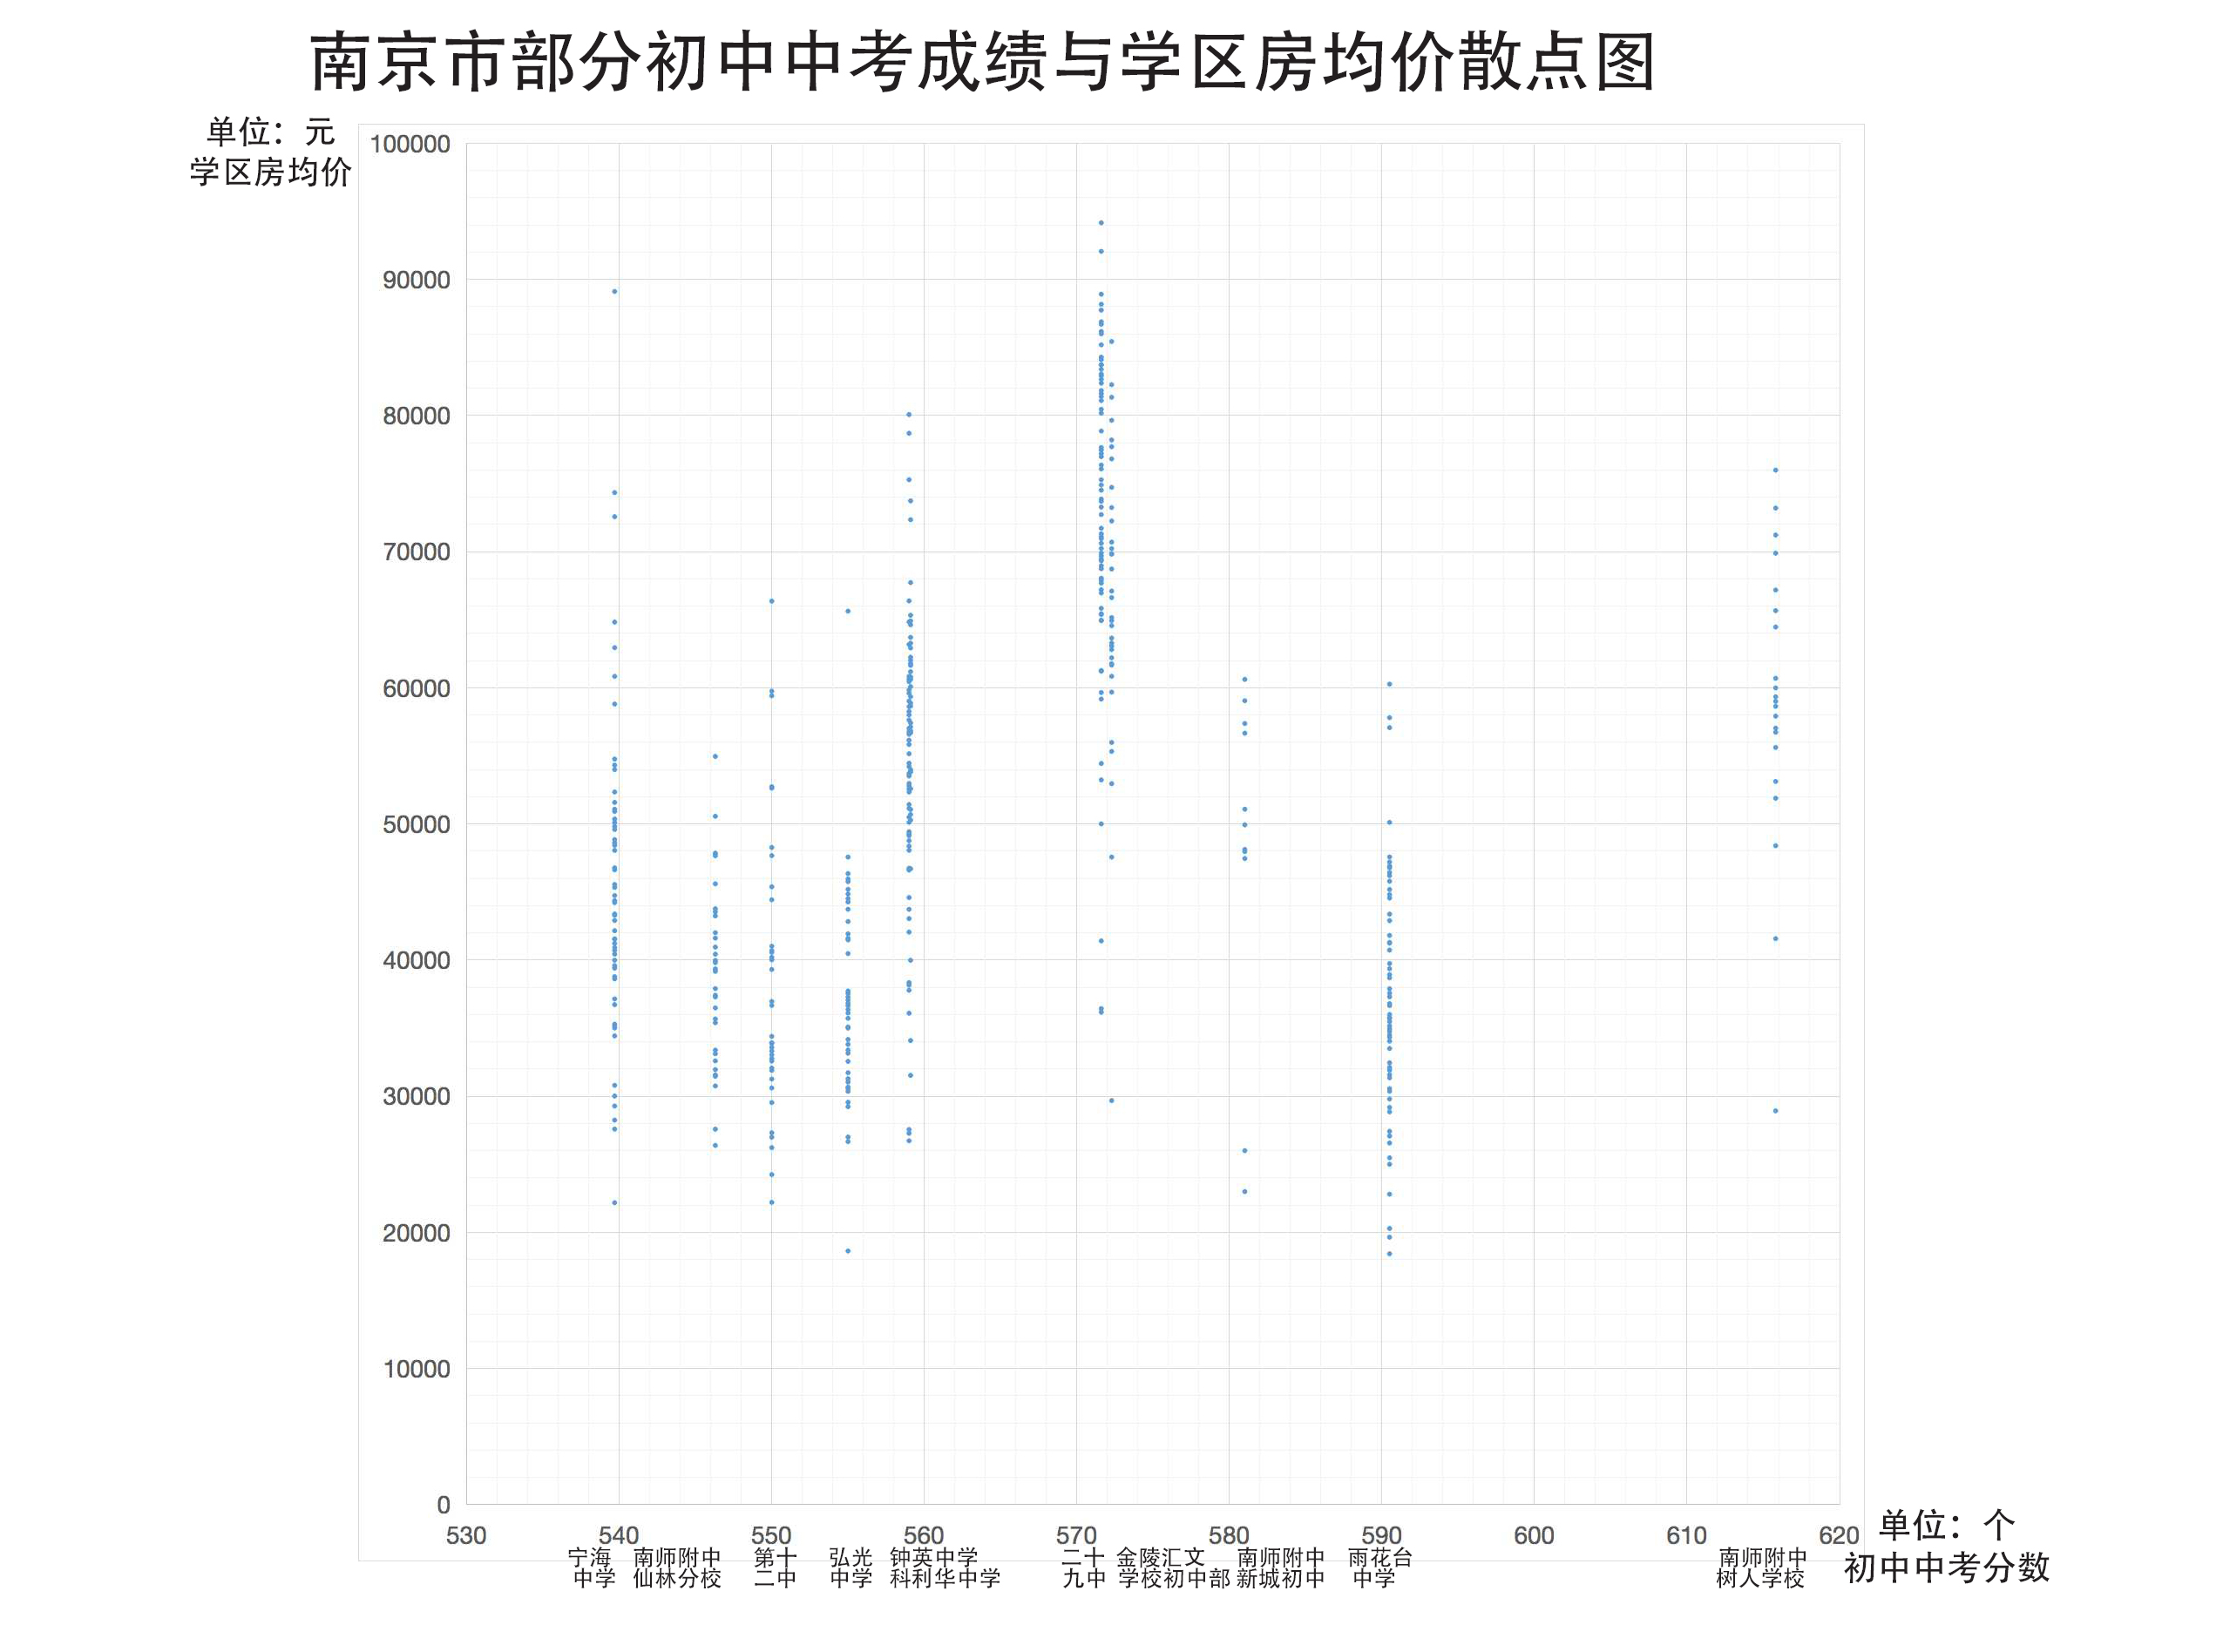 南京市部分初中中考成绩与学区房均价散点图
单位：元
学区房均价
100000
90000
80000
70000
60000
50000
40000
30000
20000
10000
0
530 540 550 560 570 580 590 600 610 620
单位：个
初中中考分数
宁海
中学
南师附中
仙林分校
第十
二中
弘光
中学
钟英中学
科利华中学
二十
九中
金陵汇文
学校初中部
南师附中
新城初中
雨花台
中学
南师附中
树人学校